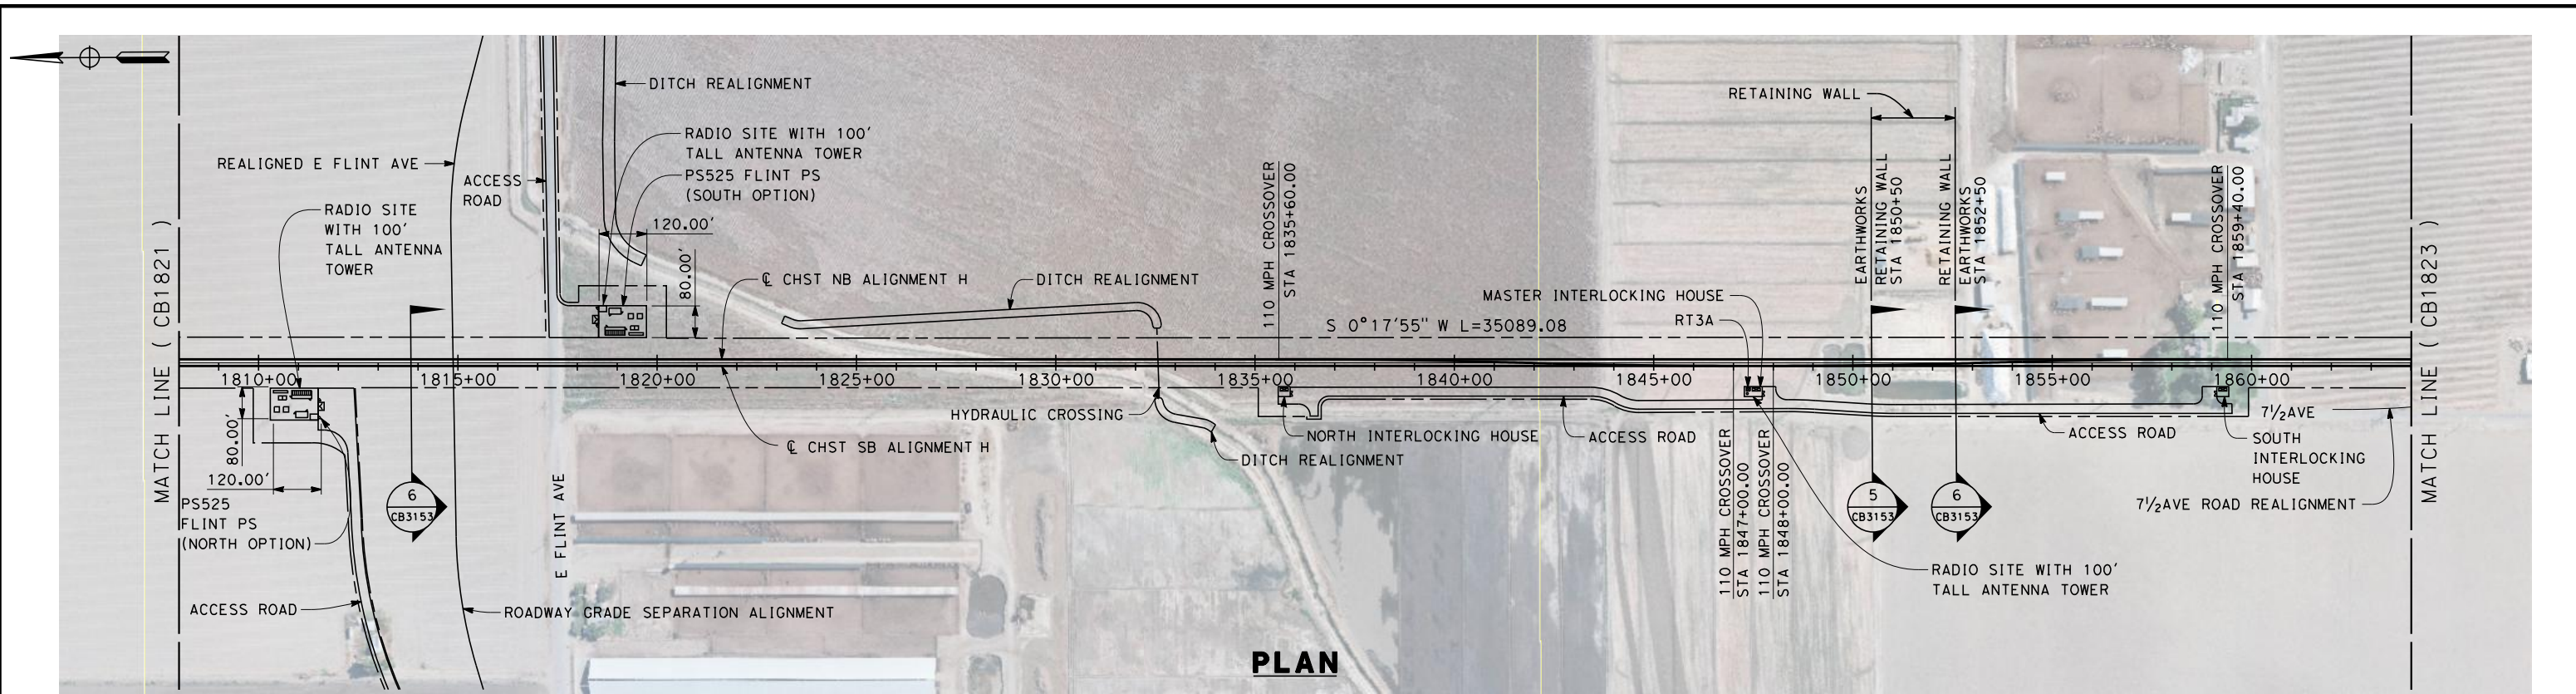 DITCH REALIGNMENT
RETAINING WALL
RADIO SITE WITH 100'
TALL ANTENNA TOWER
REALIGNED E FLINT AVE
ACCESS
ROAD
PS525 FLINT PS
(SOUTH OPTION)
RADIO SITE
WITH 100'
TALL ANTENNA
TOWER
120.00'
80.00'
℄ CHST NB ALIGNMENT H
DITCH REALIGNMENT
110 MPH CROSSOVER
STA 1835+60.00
MASTER INTERLOCKING HOUSE
RT3A
S 0°17'55" W L=35089.08
EARTHWORKS
RETAINING WALL
STA 1850+50
RETAINING WALL
EARTHWORKS
STA 1852+50
110 MPH CROSSOVER
STA 1859+40.00
MATCH LINE ( CB1821 )
MATCH LINE ( CB1823 )
1810+00
1815+00
1820+00
1825+00
1830+00
1835+00
1840+00
1845+00
1850+00
1855+00
1860+00
80.00'
120.00'
PS525
FLINT PS
(NORTH OPTION)
6
CB3153
HYDRAULIC CROSSING
℄ CHST SB ALIGNMENT H
NORTH INTERLOCKING HOUSE
DITCH REALIGNMENT
ACCESS ROAD
110 MPH CROSSOVER
STA 1847+00.00
110 MPH CROSSOVER
STA 1848+00.00
5
CB3153
6
CB3153
ACCESS ROAD
7½AVE
SOUTH
INTERLOCKING
HOUSE
7½AVE ROAD REALIGNMENT
E FLINT AVE
RADIO SITE WITH 100'
TALL ANTENNA TOWER
ACCESS ROAD
ROADWAY GRADE SEPARATION ALIGNMENT
PLAN